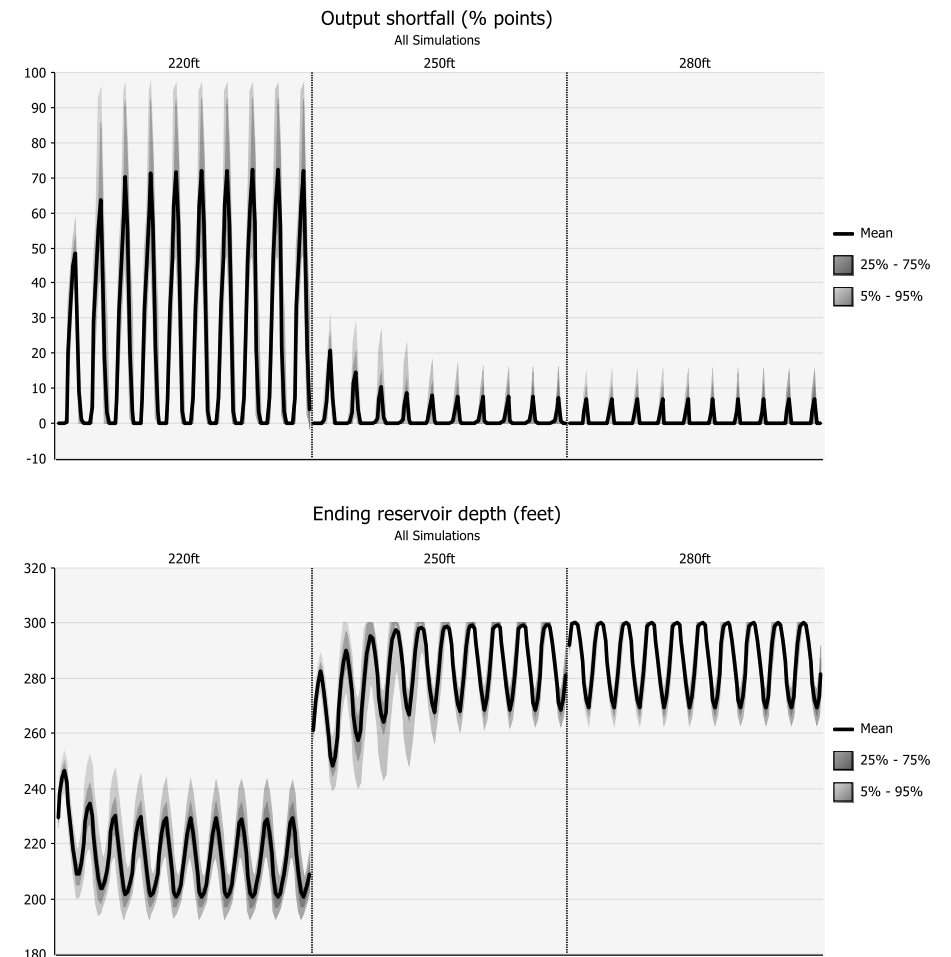 Output shortfall (% points)
All Simulations
220ft 250ft 280ft
100
90
80
70
60
50
40
30
20
10
0
-10
Mean
25% - 75%
5% - 95%
Ending reservoir depth (feet)
All Simulations
220ft 250ft 280ft
320
300
280
260
240
220
200
180
Mean
25% - 75%
5% - 95%